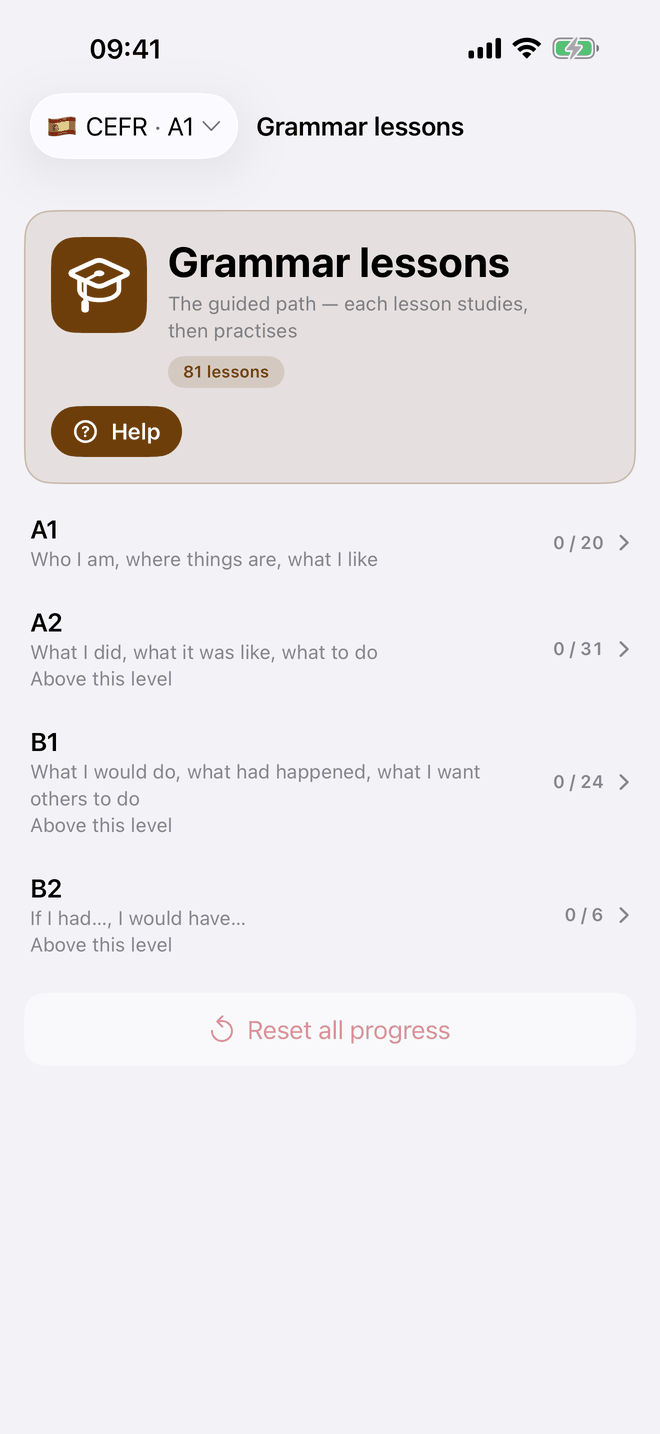 09:41
CEFR · A1
Grammar lessons
Grammar lessons
The guided path — each lesson studies,
then practises
81 lessons
Help
A1
Who I am, where things are, what I like
0 / 20
A2
What I did, what it was like, what to do
Above this level
0 / 31
B1
What I would do, what had happened, what I want
others to do
Above this level
0 / 24
B2
If I had…, I would have…
Above this level
0 / 6
Reset all progress